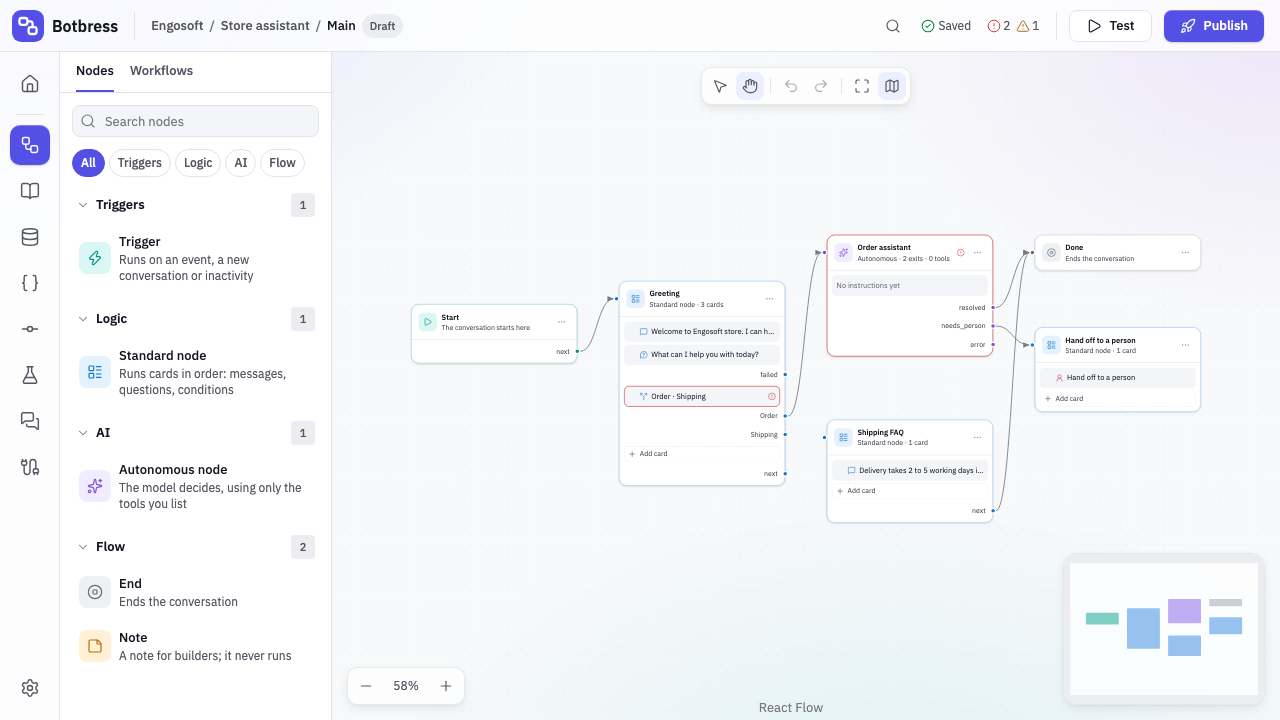 Botbress
Engosoft / Store assistant / Main Draft
Saved
2
1
Test
Publish
Nodes
Workflows
Search nodes
All
Triggers
Logic
AI
Flow
Triggers
1
Trigger
Runs on an event, a new
conversation or inactivity
Logic
1
Standard node
Runs cards in order: messages,
questions, conditions
AI
1
Autonomous node
The model decides, using only the
tools you list
Flow
2
End
Ends the conversation
Note
A note for builders; it never runs
Start
The conversation starts here
next
Greeting
Standard node · 3 cards
Welcome to Engosoft store. I can h...
What can I help you with today?
failed
Order · Shipping
Order
Shipping
Add card
next
Order assistant
Autonomous · 2 exits · 0 tools
No instructions yet
resolved
needs_person
error
Shipping FAQ
Standard node · 1 card
Delivery takes 2 to 5 working days i...
Add card
next
Done
Ends the conversation
Hand off to a person
Standard node · 1 card
Hand off to a person
Add card
58%
React Flow